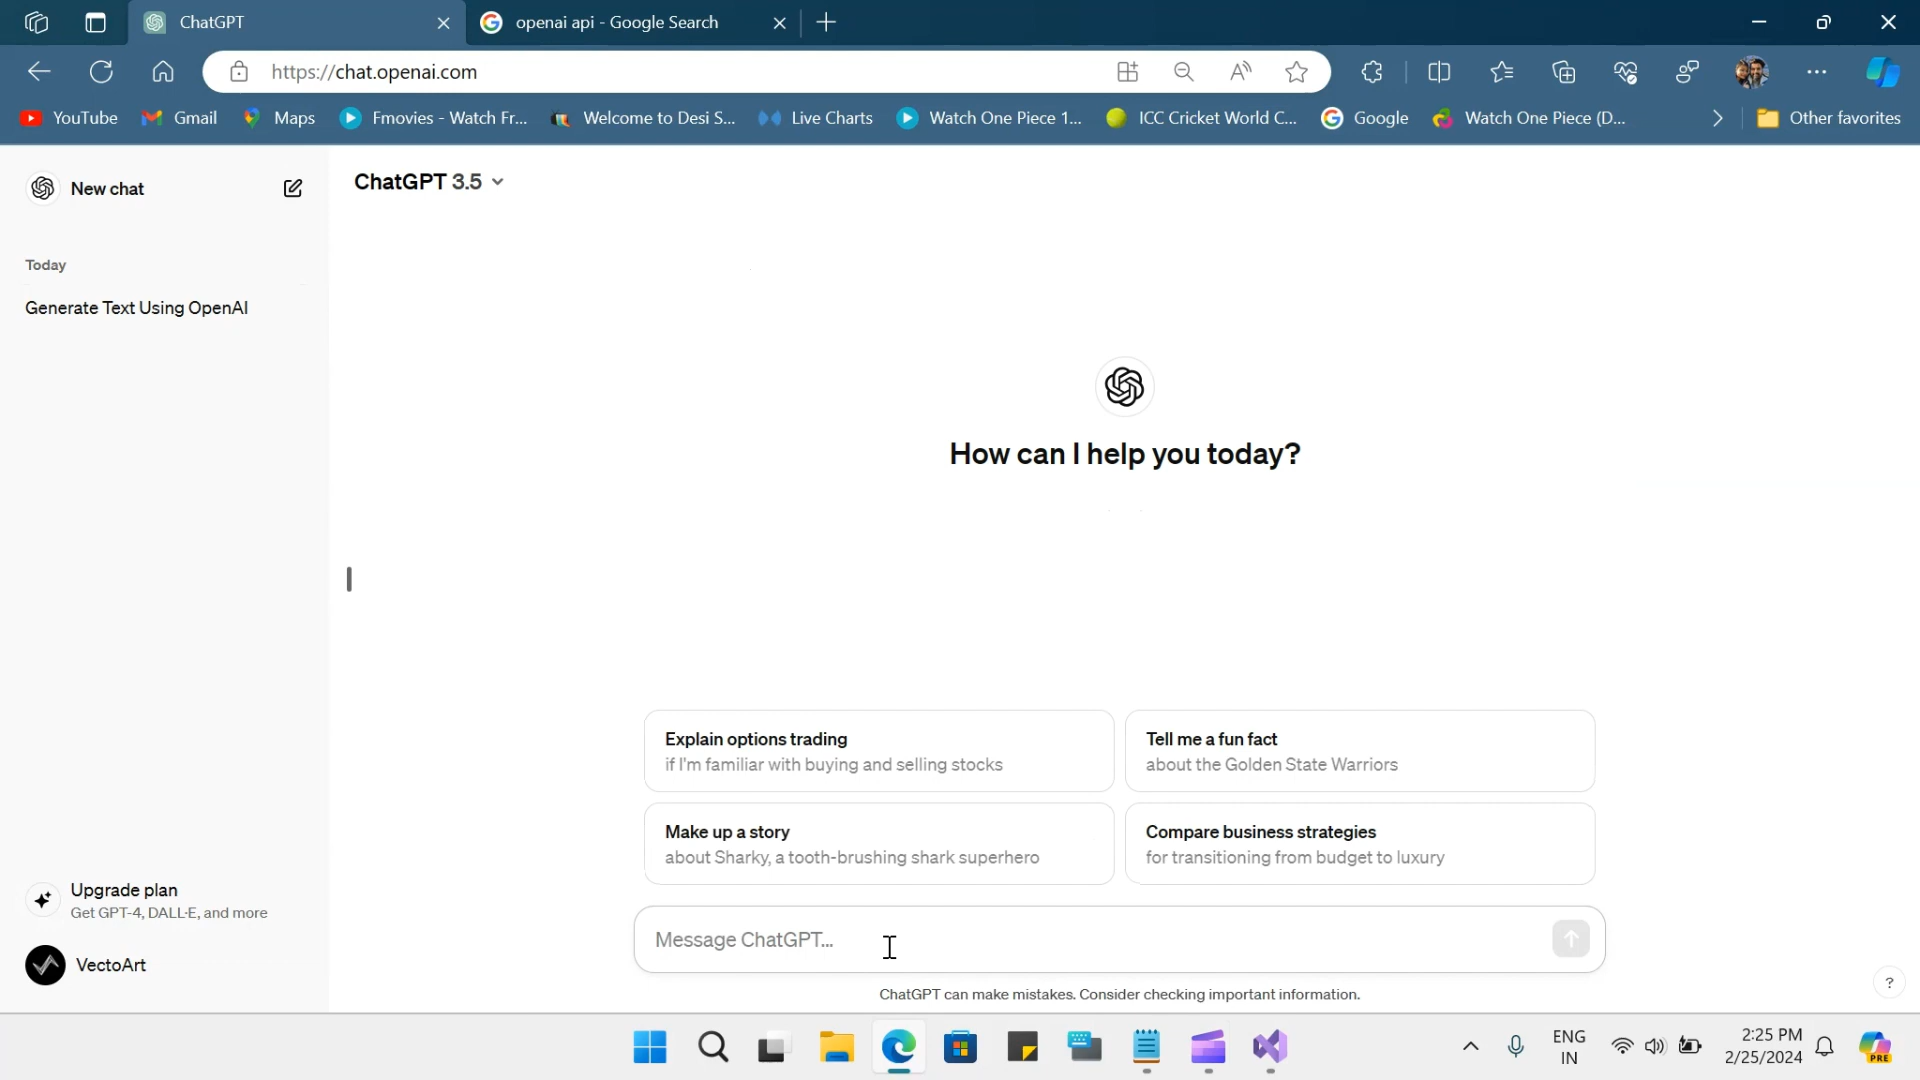 ChatGPT
openai api - Google Search
https://chat.openai.com
YouTube
Gmail
Maps
Fmovies - Watch Fr...
Welcome to Desi S...
Live Charts
Watch One Piece 1...
ICC Cricket World C...
Google
Watch One Piece (D...
Other favorites
New chat
ChatGPT 3.5
Today
Generate Text Using OpenAI
How can I help you today?
Explain options trading
if I'm familiar with buying and selling stocks
Tell me a fun fact
about the Golden State Warriors
Make up a story
about Sharky, a tooth-brushing shark superhero
Compare business strategies
for transitioning from budget to luxury
Upgrade plan
Get GPT-4, DALL·E, and more
Message ChatGPT...
VectoArt
ChatGPT can make mistakes. Consider checking important information.
?
ENG
IN
2:25 PM
2/25/2024
PRE